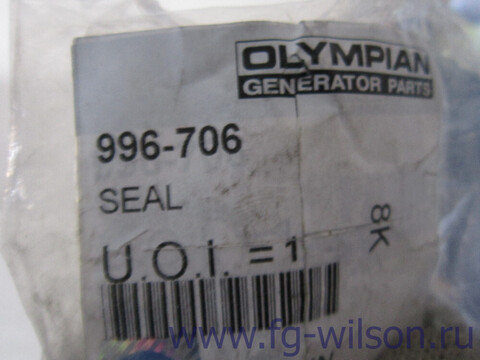 OLYMPIAN
GENERATOR PARTS
996-706
SEAL
8K
U.O.I. = 1
www.fg-wilson.ru